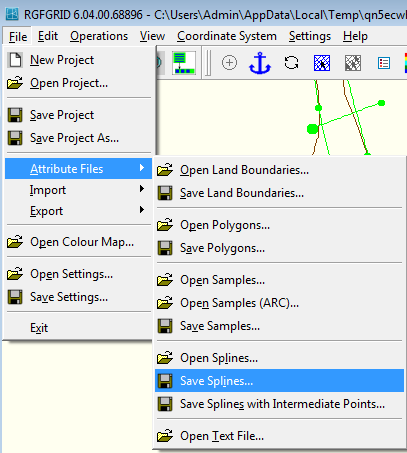 RGFGRID 6.04.00.68896 - C:\Users\Admin\AppData\Local\Temp\qn5ecw
File Edit Operations View Coordinate System Settings Help
New Project
Open Project...
Save Project
Save Project As...
Attribute Files
Import
Export
Open Colour Map...
Open Settings...
Save Settings...
Exit
Open Land Boundaries...
Save Land Boundaries...
Open Polygons...
Save Polygons...
Open Samples...
Open Samples (ARC)...
Save Samples...
Open Splines...
Save Splines...
Save Splines with Intermediate Points...
Open Text File...